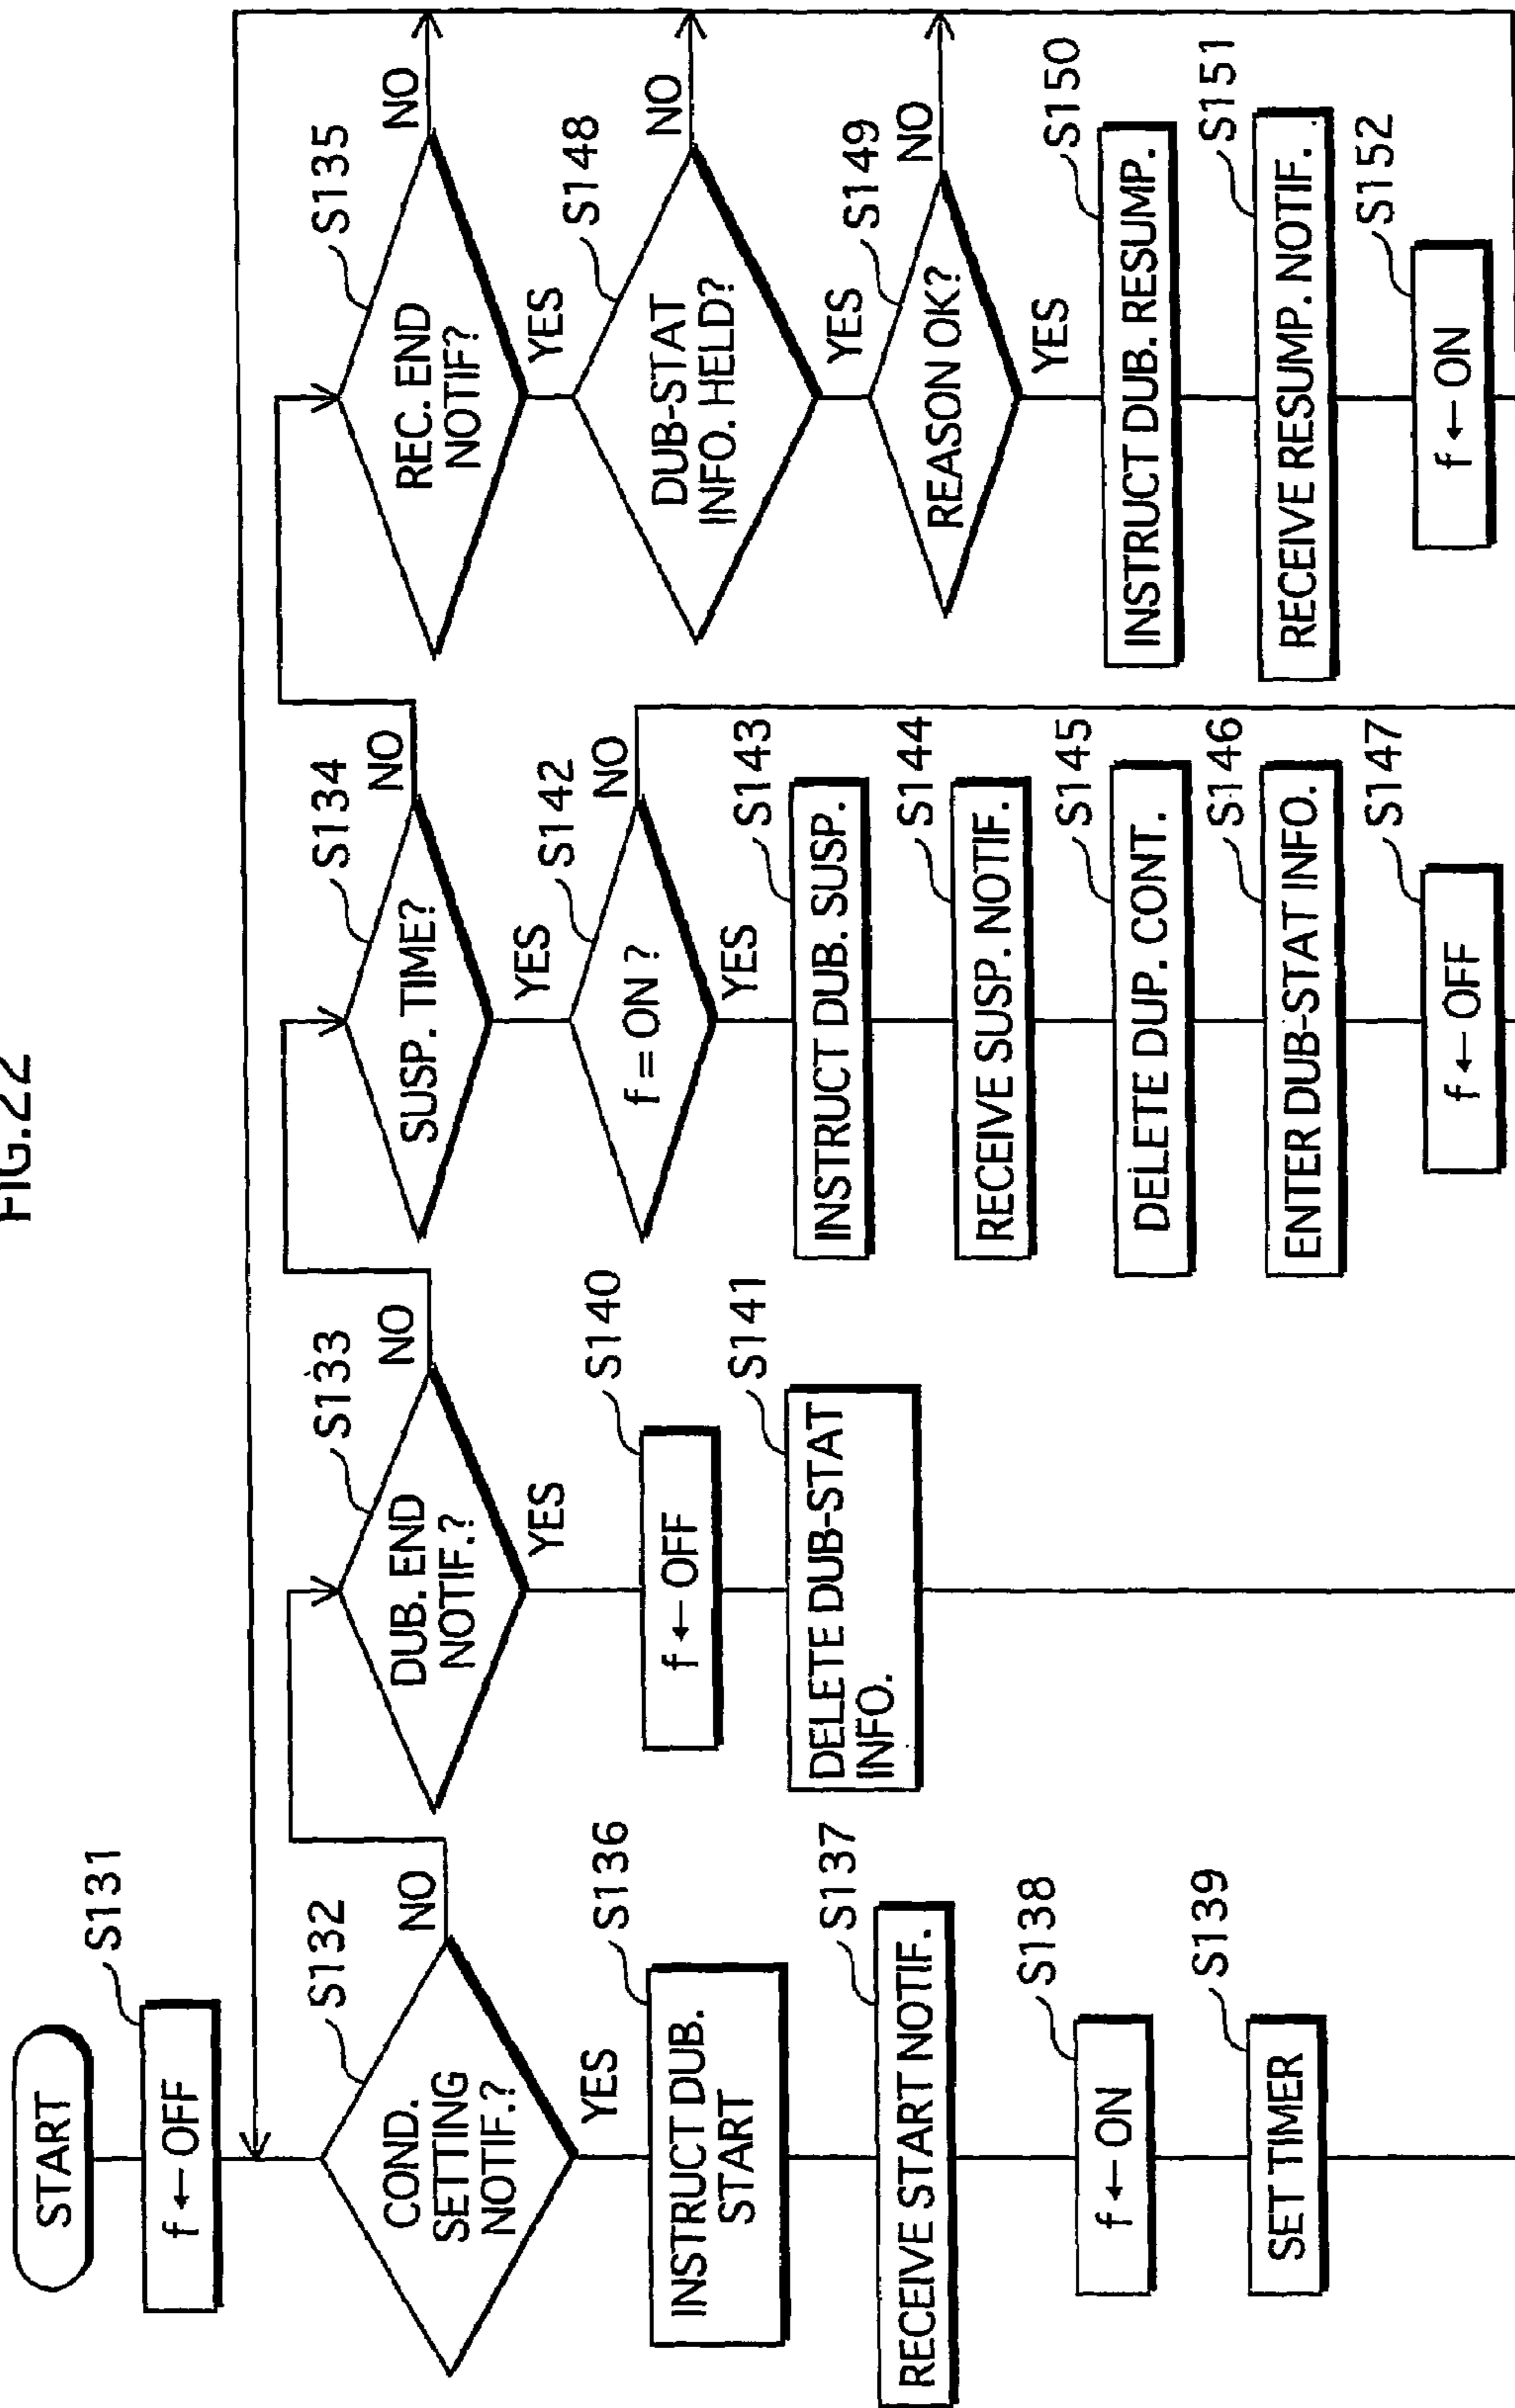 FIG.22
START
S131
f ← OFF
S132
COND.
SETTING
NOTIF.?
NO
YES
S136
INSTRUCT DUB.
START
S137
RECEIVE START NOTIF.
S138
f ← ON
S139
SET TIMER
S133
DUB. END
NOTIF.?
NO
YES
S140
f ← OFF
S141
DELETE DUB-STAT
INFO.
S134
SUSP. TIME?
NO
YES
S142
f = ON ?
NO
YES
S143
INSTRUCT DUB. SUSP.
S144
RECEIVE SUSP. NOTIF.
S145
DELETE DUP. CONT.
S146
ENTER DUB-STAT INFO.
S147
f ← OFF
S135
REC. END
NOTIF?
NO
YES
S148
DUB-STAT
INFO. HELD?
NO
YES
S149
REASON OK?
NO
YES
S150
INSTRUCT DUB. RESUMP.
S151
RECEIVE RESUMP. NOTIF.
S152
f ← ON